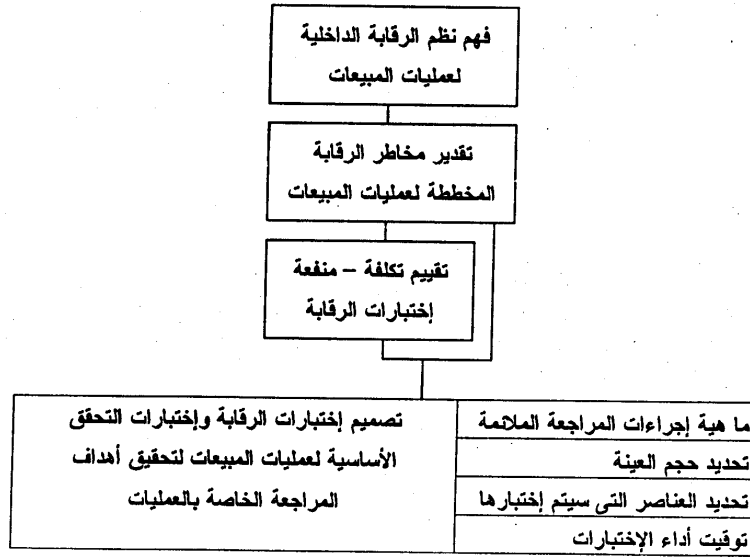 فهم نظم الرقابة الداخلية
لعمليات المبيعات
تقدير مخاطر الرقابة
المخططة لعمليات المبيعات
تقييم تكلفة – منفعة
إختبارات الرقابة
تصميم إختبارات الرقابة وإختبارات التحقق
الأساسية لعمليات المبيعات لتحقيق أهداف
المراجعة الخاصة بالعمليات
ما هية إجراءات المراجعة الملائمة
تحديد حجم العينة
تحديد العناصر التى سيتم إختبارها
توقيت أداء الإختبارات